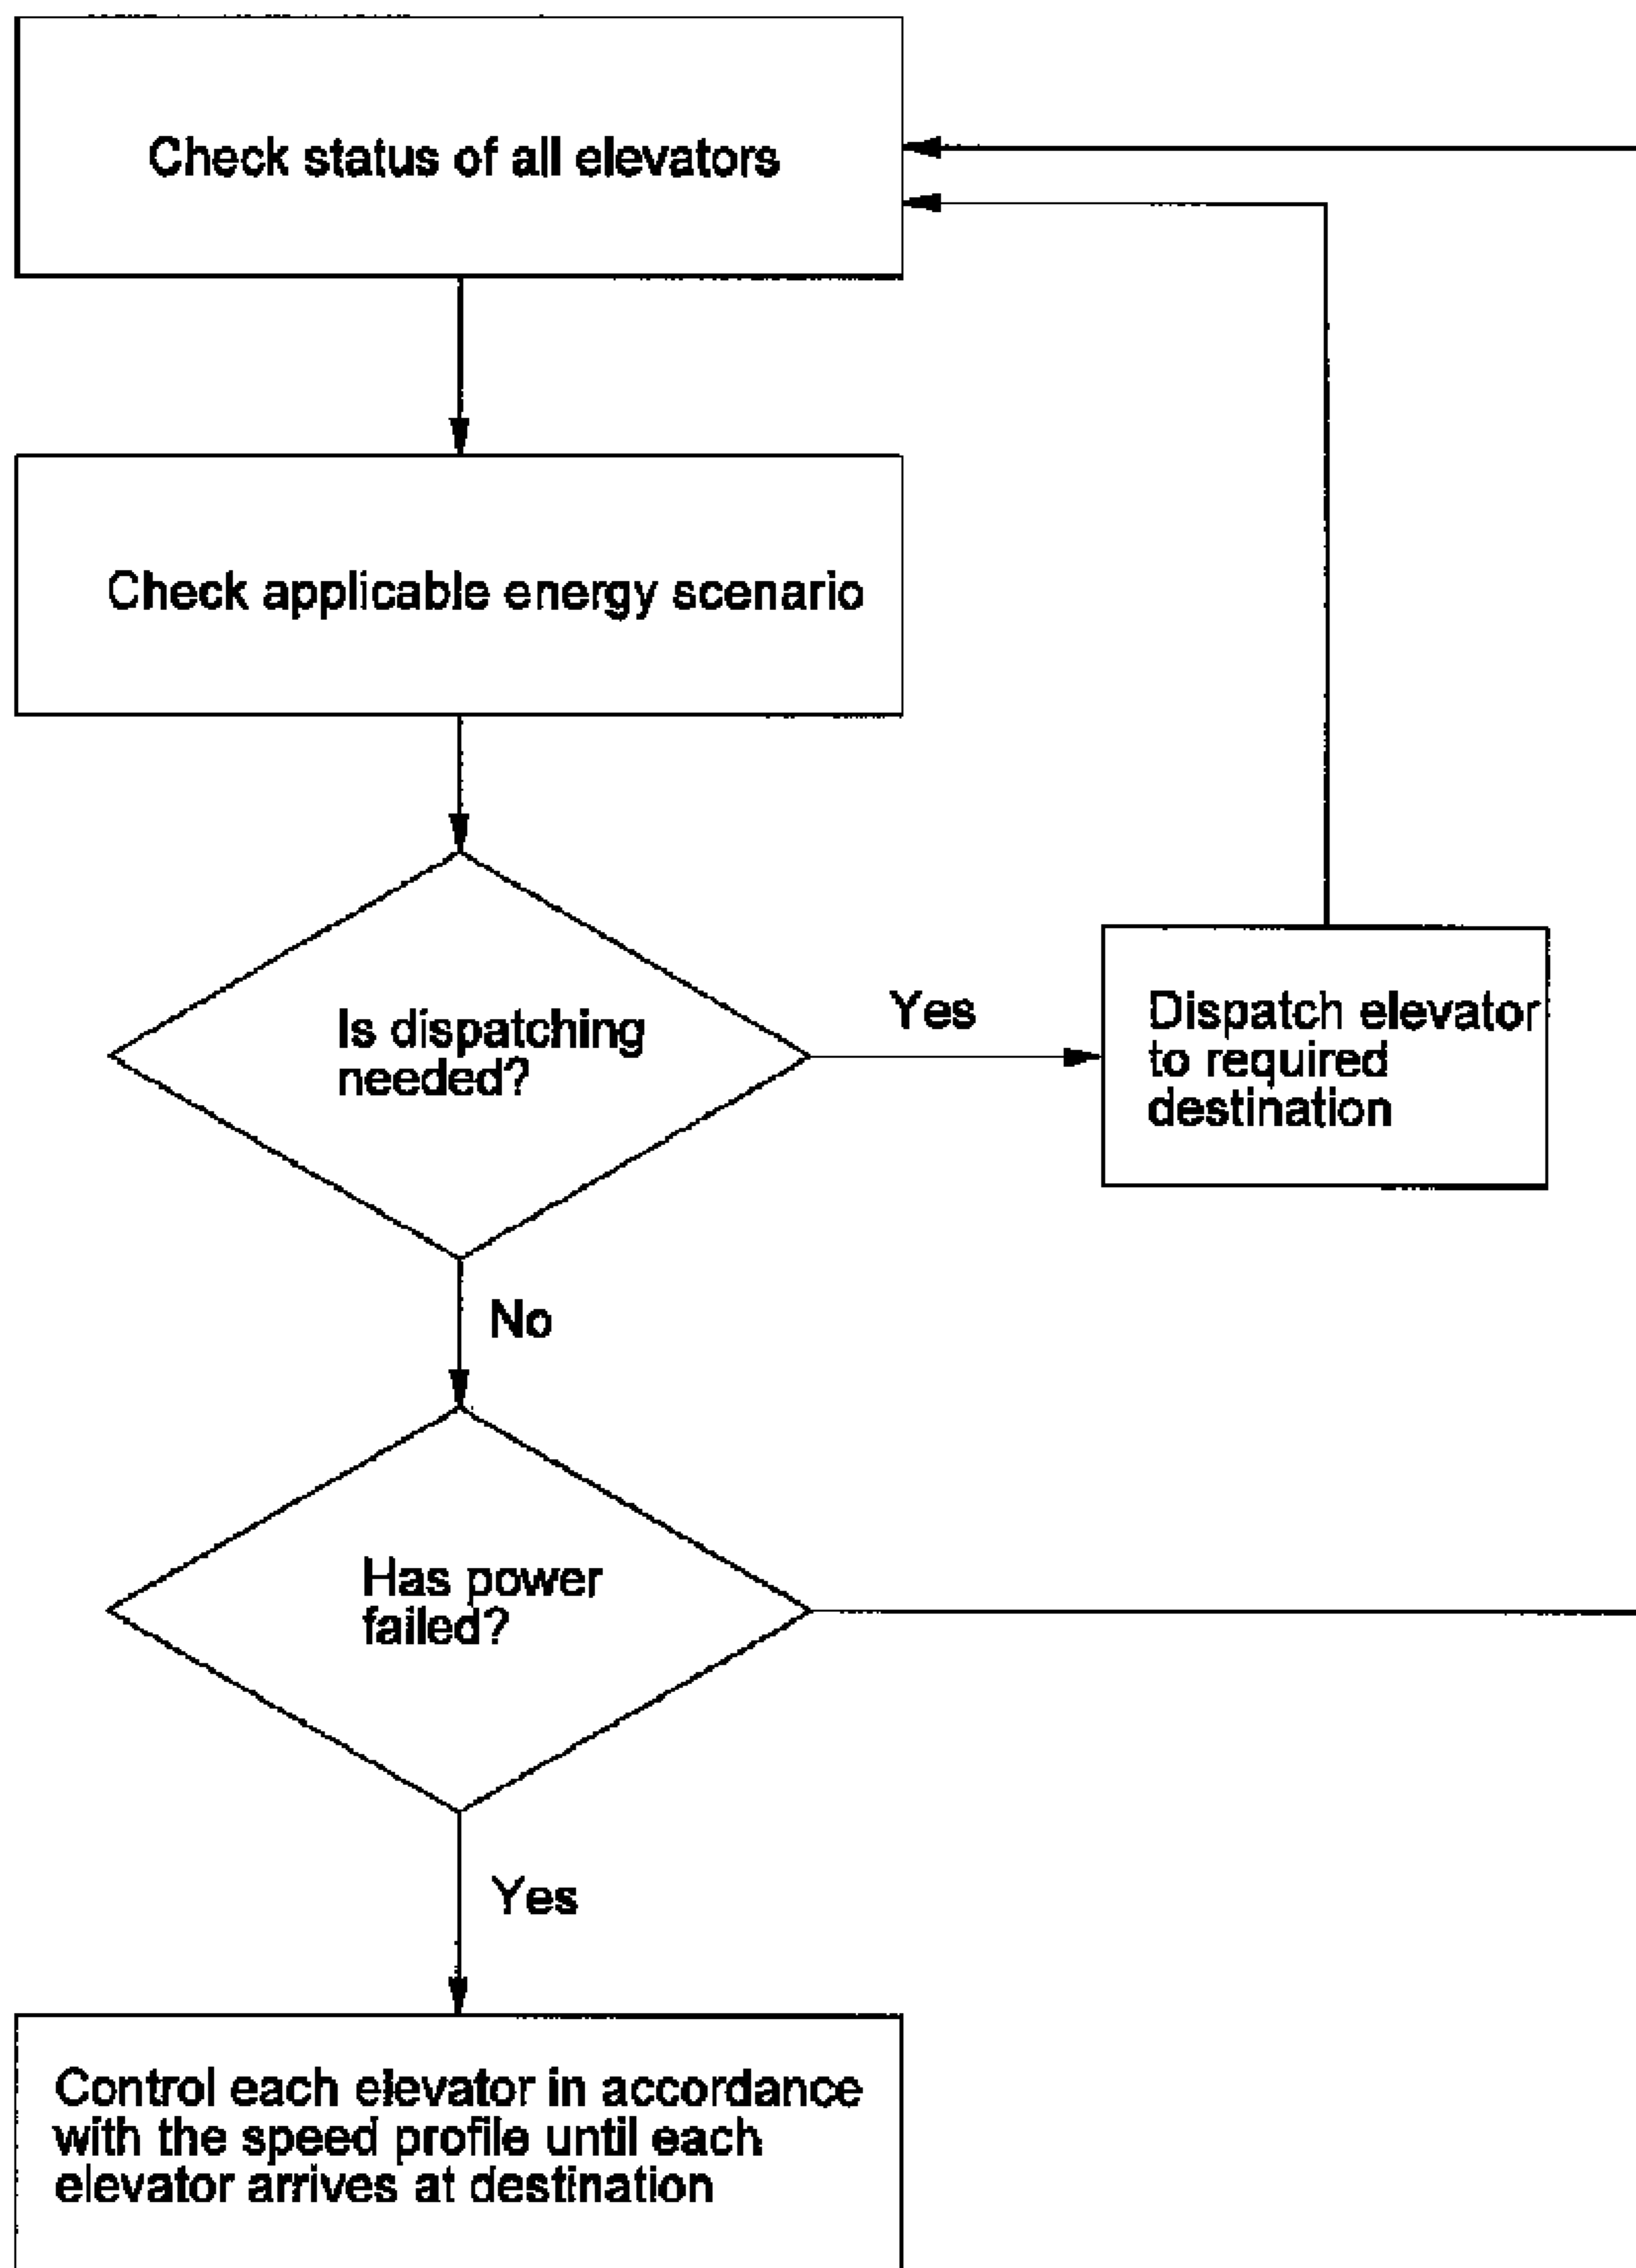 Check status of all elevators
Check applicable energy scenario
Is dispatching
needed?
Yes
Dispatch elevator
to required
destination
No
Has power
failed?
Yes
Control each elevator in accordance
with the speed profile until each
elevator arrives at destination